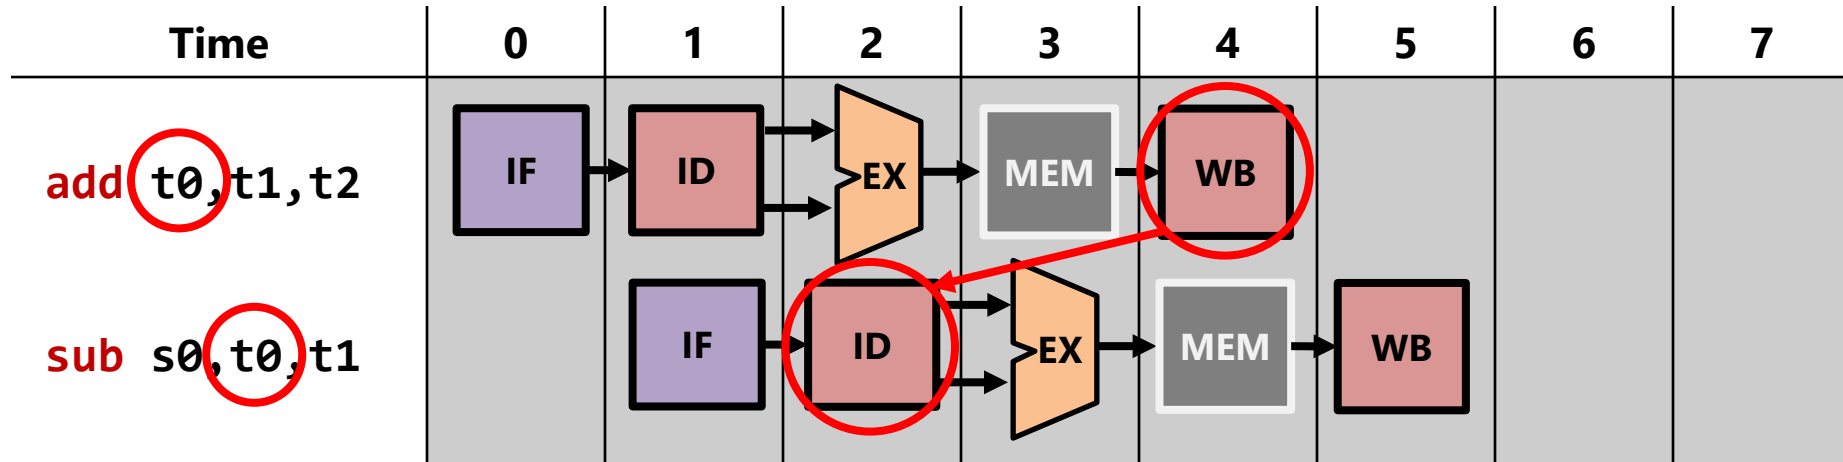 Time 0 1 2 3 4 5 6 7
add t0,t1,t2 IF ID EX MEM WB
sub s0,t0,t1 IF ID EX MEM WB